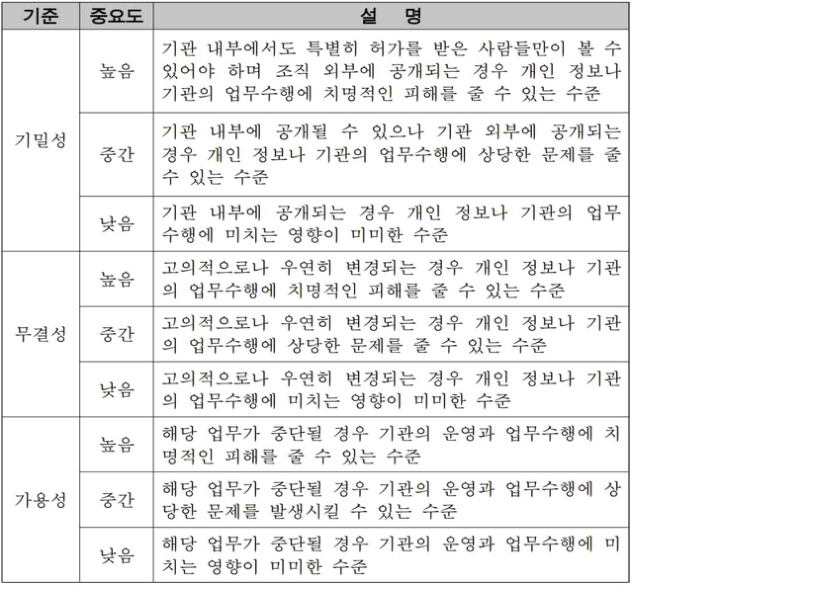 기준 중요도 설 명
기밀성
높음
기관 내부에서도 특별히 허가를 받은 사람들만이 볼 수
있어야 하며 조직 외부에 공개되는 경우 개인 정보나
기관의 업무수행에 치명적인 피해를 줄 수 있는 수준
중간
기관 내부에 공개될 수 있으나 기관 외부에 공개되는
경우 개인 정보나 기관의 업무수행에 상당한 문제를 줄
수 있는 수준
낮음
기관 내부에 공개되는 경우 개인 정보나 기관의 업무
수행에 미치는 영향이 미미한 수준
무결성
높음
고의적으로나 우연히 변경되는 경우 개인 정보나 기관
의 업무수행에 치명적인 피해를 줄 수 있는 수준
중간
고의적으로나 우연히 변경되는 경우 개인 정보나 기관
의 업무수행에 상당한 문제를 줄 수 있는 수준
낮음
고의적으로나 우연히 변경되는 경우 개인 정보나 기관
의 업무수행에 미치는 영향이 미미한 수준
가용성
높음
해당 업무가 중단될 경우 기관의 운영과 업무수행에 치
명적인 피해를 줄 수 있는 수준
중간
해당 업무가 중단될 경우 기관의 운영과 업무수행에 상
당한 문제를 발생시킬 수 있는 수준
낮음
해당 업무가 중단될 경우 기관의 운영과 업무수행에 미
치는 영향이 미미한 수준